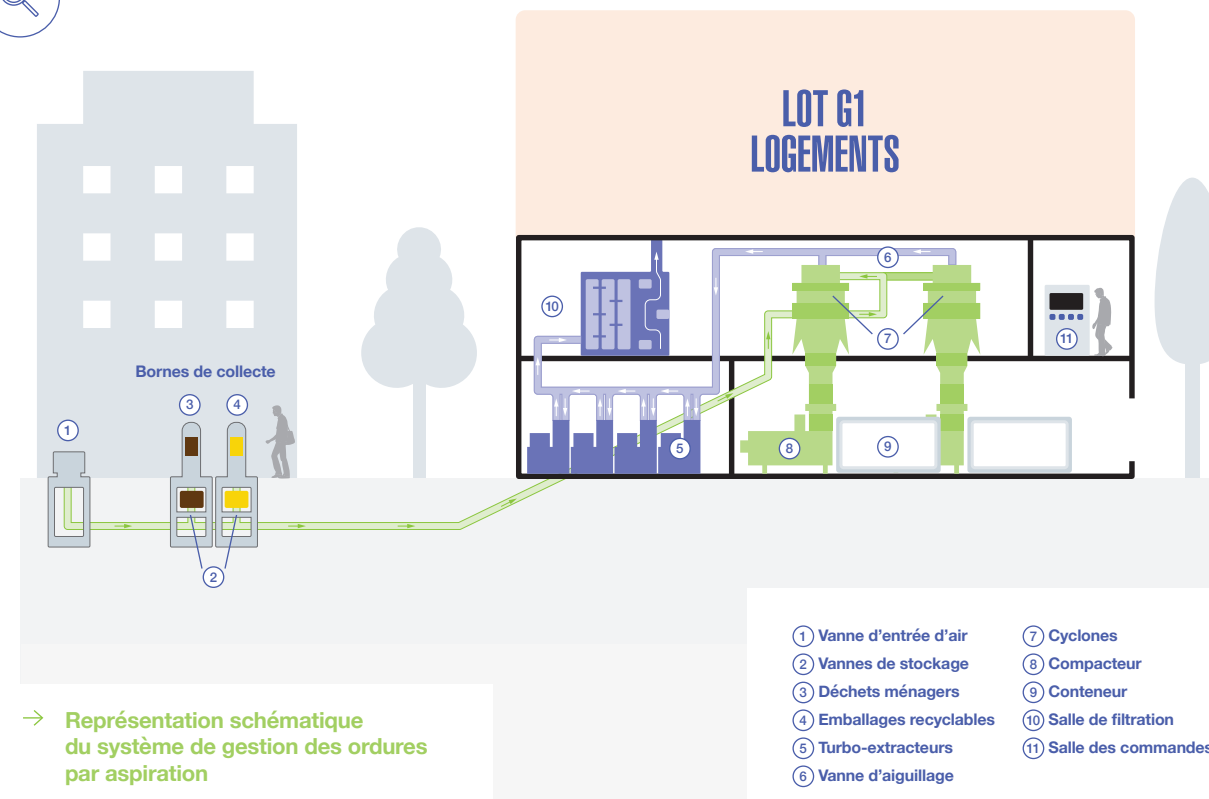 LOT G1
LOGEMENTS
6
10
7
11
Bornes de collecte
3
4
1
5
8
9
2
1 Vanne d'entrée d'air
2 Vannes de stockage
3 Déchets ménagers
4 Emballages recyclables
5 Turbo-extracteurs
6 Vanne d'aiguillage
7 Cyclones
8 Compacteur
9 Conteneur
10 Salle de filtration
11 Salle des commandes
→ Représentation schématique
du système de gestion des ordures
par aspiration